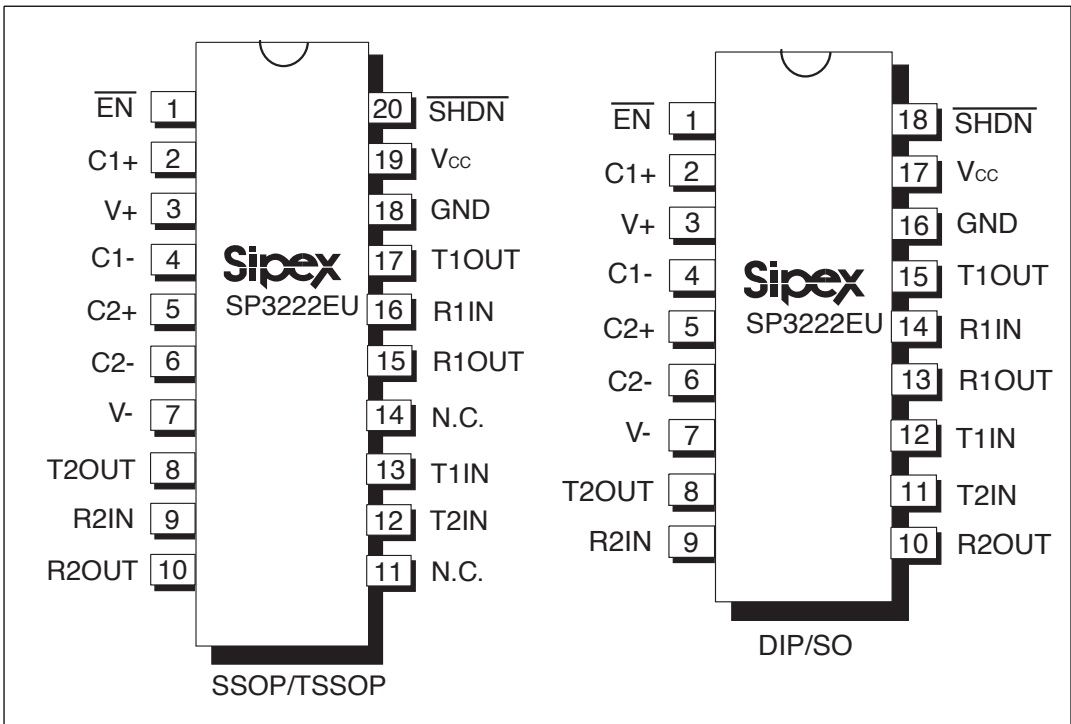 EN 1 20 SHDN
C1+ 2 19 Vcc
V+ 3 18 GND
C1- 4 17 T1OUT
C2+ 5 16 R1IN
C2- 6 15 R1OUT
V- 7 14 N.C.
T2OUT 8 13 T1IN
R2IN 9 12 T2IN
R2OUT 10 11 N.C.
Sipex
SP3222EU
SSOP/TSSOP
EN 1 18 SHDN
C1+ 2 17 Vcc
V+ 3 16 GND
C1- 4 15 T1OUT
C2+ 5 14 R1IN
C2- 6 13 R1OUT
V- 7 12 T1IN
T2OUT 8 11 T2IN
R2IN 9 10 R2OUT
Sipex
SP3222EU
DIP/SO